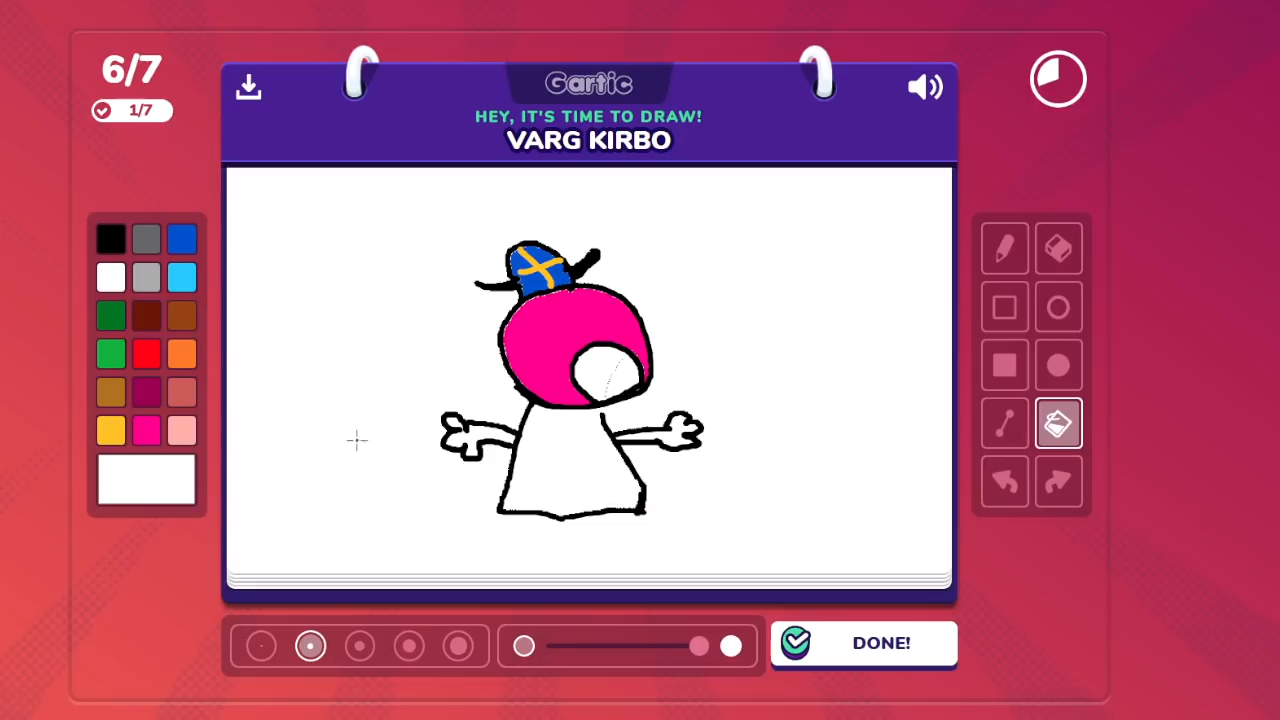 6/7
1/7
Gartic
HEY, IT'S TIME TO DRAW!
VARG KIRBO
DONE!